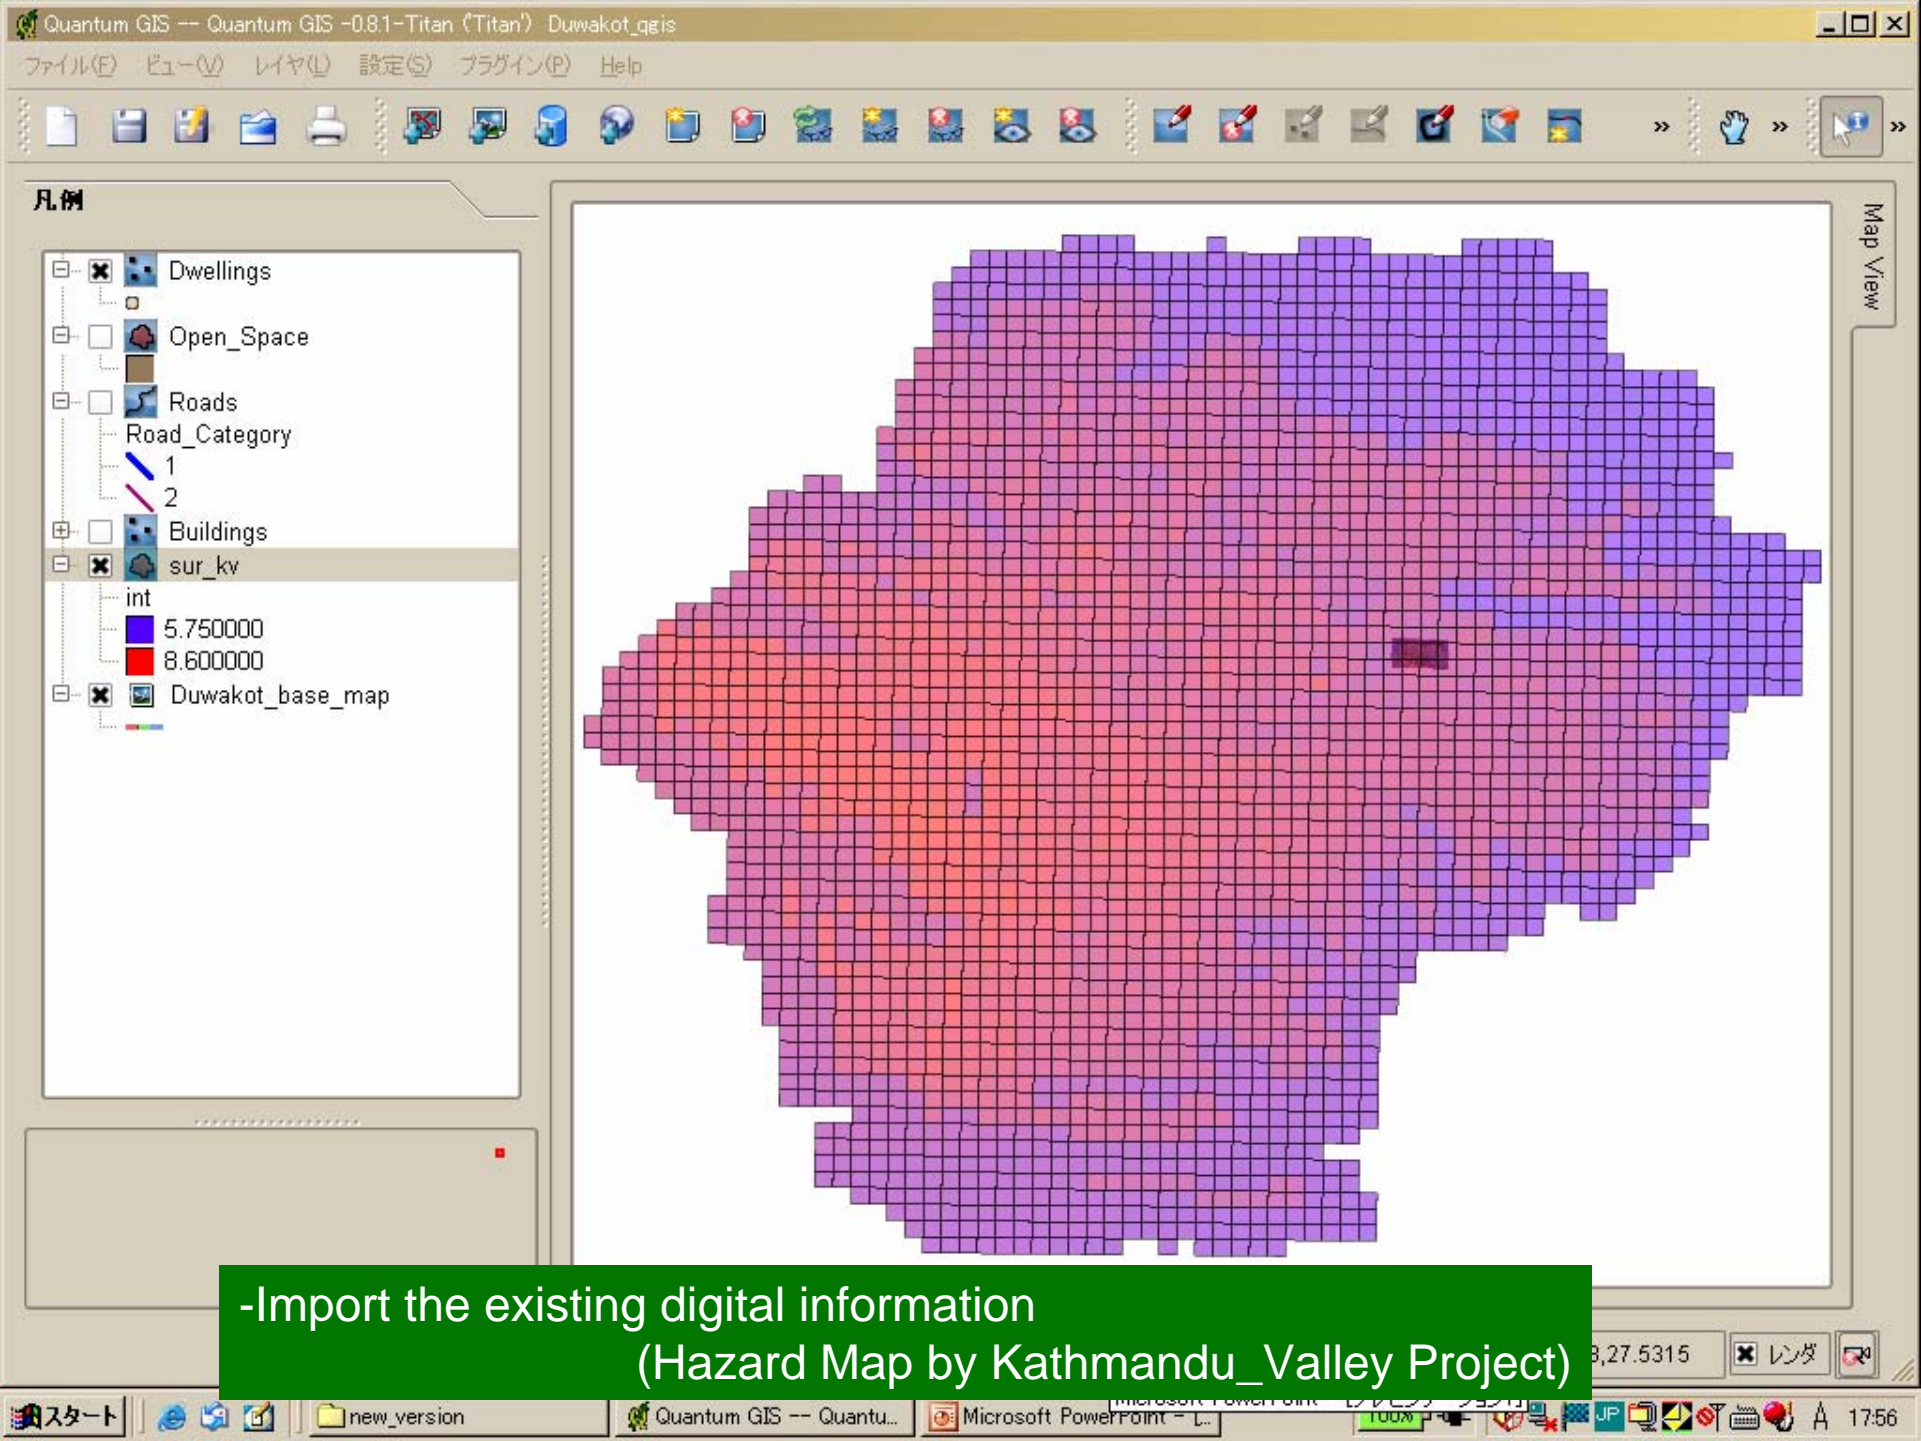 Quantum GIS -- Quantum GIS -0.8.1-Titan ('Titan')  Duwakot_qgis
ファイル(F) ビュー(V) レイヤ(L) 設定(S) プラグイン(P) Help
凡例
Map View
Dwellings
Open_Space
Roads
Road_Category
1
2
Buildings
sur_kv
int
5.750000
8.600000
Duwakot_base_map
-Import the existing digital information
(Hazard Map by Kathmandu_Valley Project)
,27.5315
レンダ
スタート
new_version
Quantum GIS -- Quantu...
Microsoft PowerPoint - [...
100%
JP
A
17:56